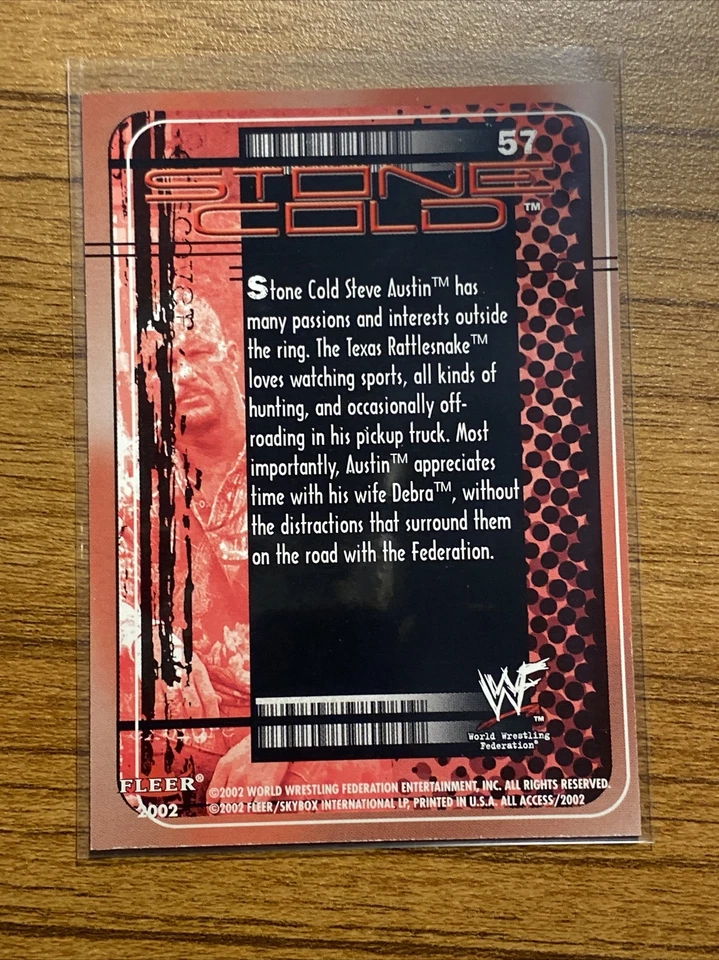 57
STONE
COLD™
Stone Cold Steve Austin™ has
many passions and interests outside
the ring. The Texas Rattlesnake™
loves watching sports, all kinds of
hunting, and occasionally off-
roading in his pickup truck. Most
importantly, Austin™ appreciates
time with his wife Debra™, without
the distractions that surround them
on the road with the Federation.
WF™
World Wrestling
Federation®
FLEER®
2002
©2002 WORLD WRESTLING FEDERATION ENTERTAINMENT, INC. ALL RIGHTS RESERVED.
©2002 FLEER/SKYBOX INTERNATIONAL LP, PRINTED IN U.S.A. ALL ACCESS/2002